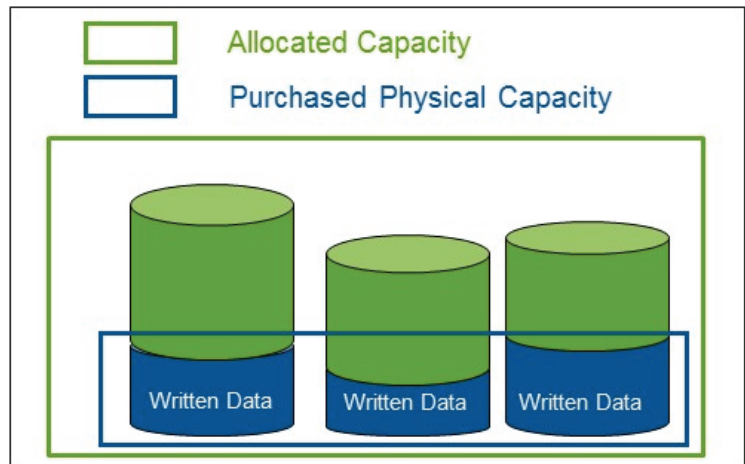 Allocated Capacity
Purchased Physical Capacity
Written Data
Written Data
Written Data